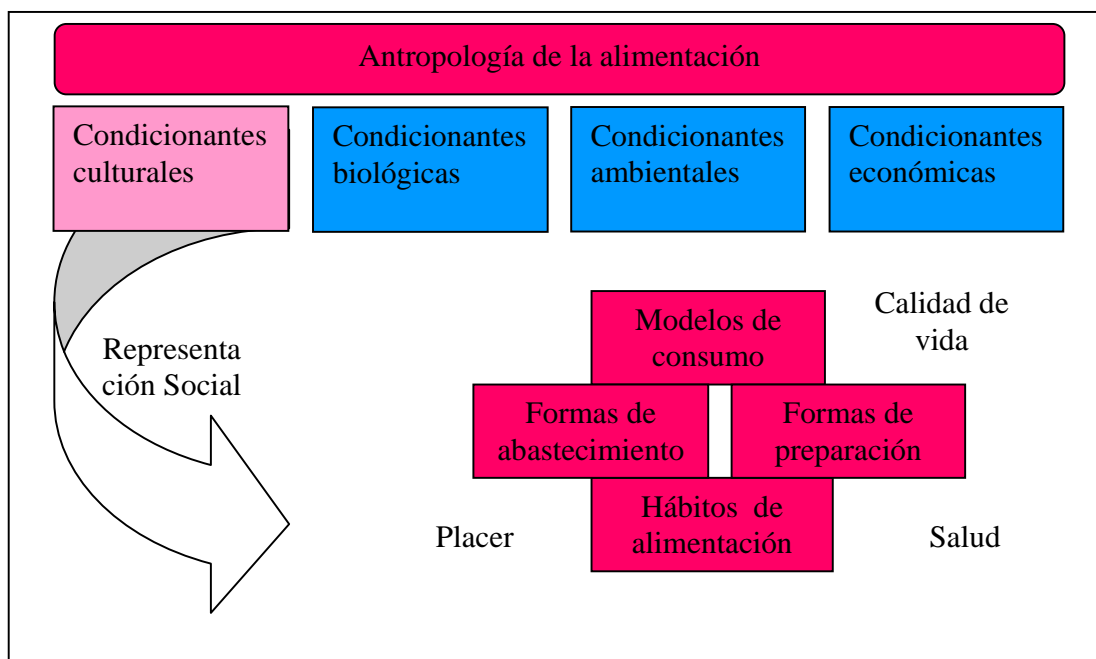 Antropología de la alimentación
Condicionantes
culturales
Condicionantes
biológicas
Condicionantes
ambientales
Condicionantes
económicas
Representa
ción Social
Modelos de
consumo
Calidad de
vida
Formas de
abastecimiento
Formas de
preparación
Hábitos de
alimentación
Placer
Salud